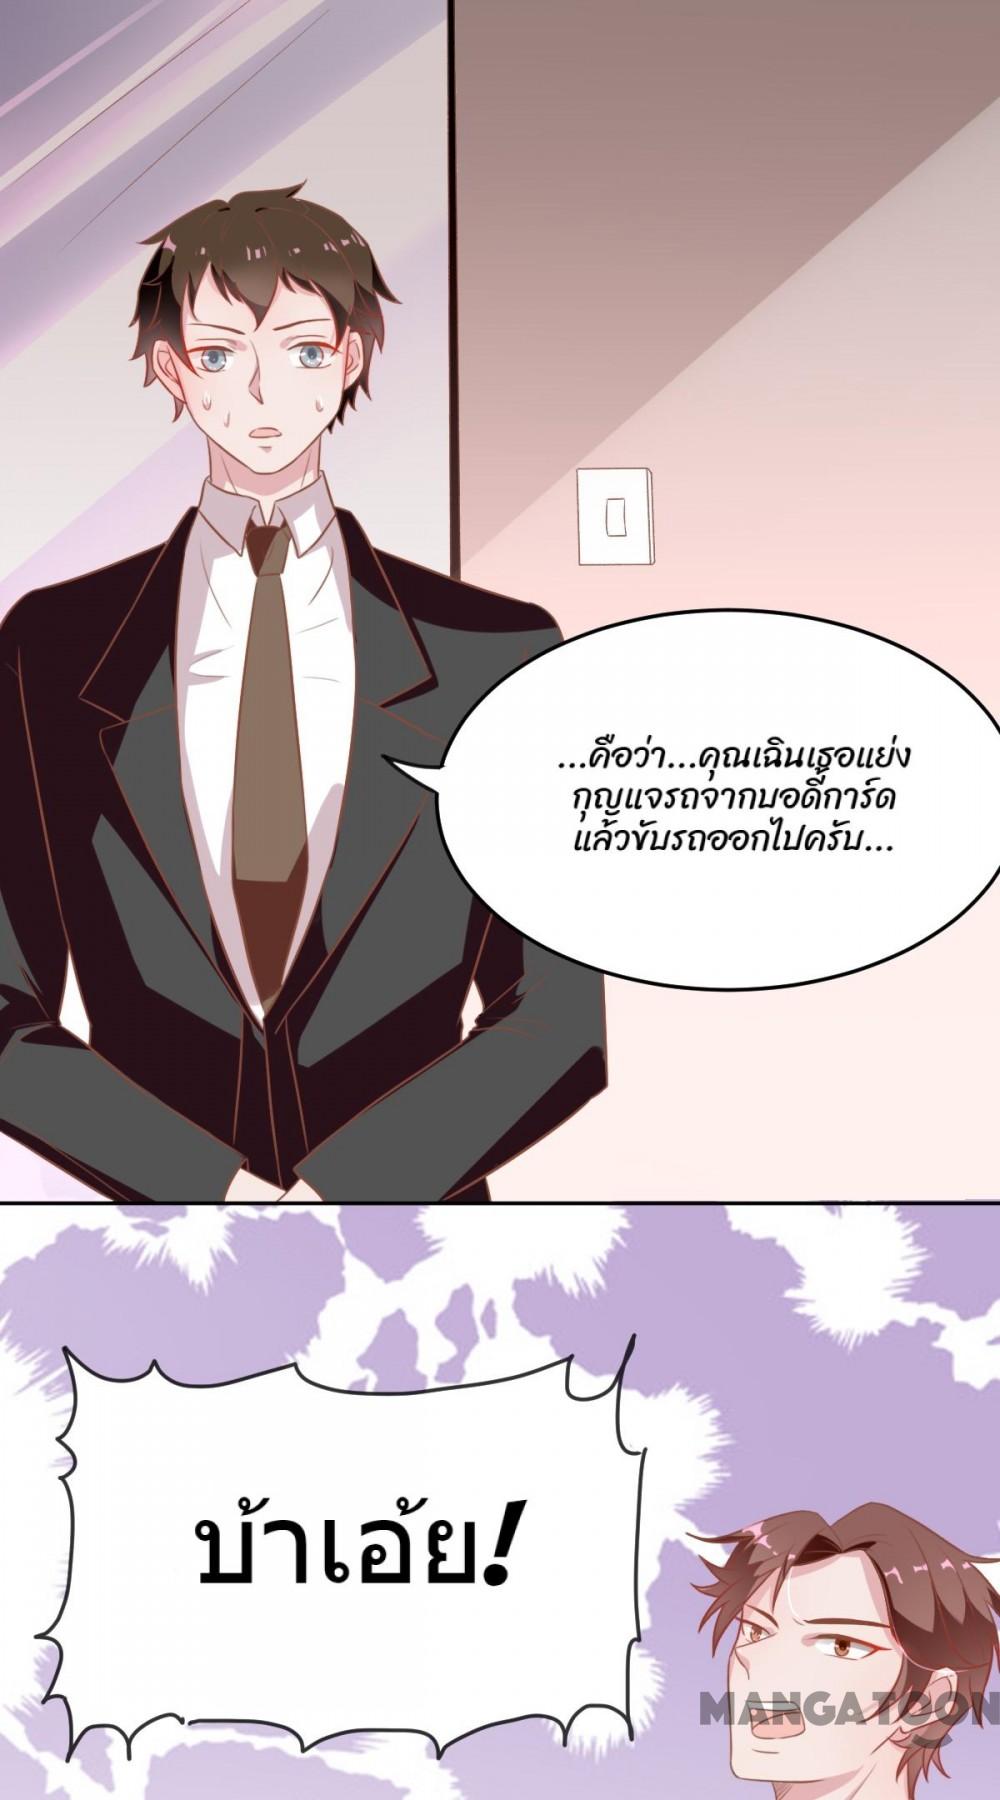 ...คือว่า...คุณเฉินเธอแย่ง
กุญแจรถจากบอดี้การ์ด
แล้วขับรถออกไปครับ...
บ้าเอ้ย!
MANGATOON